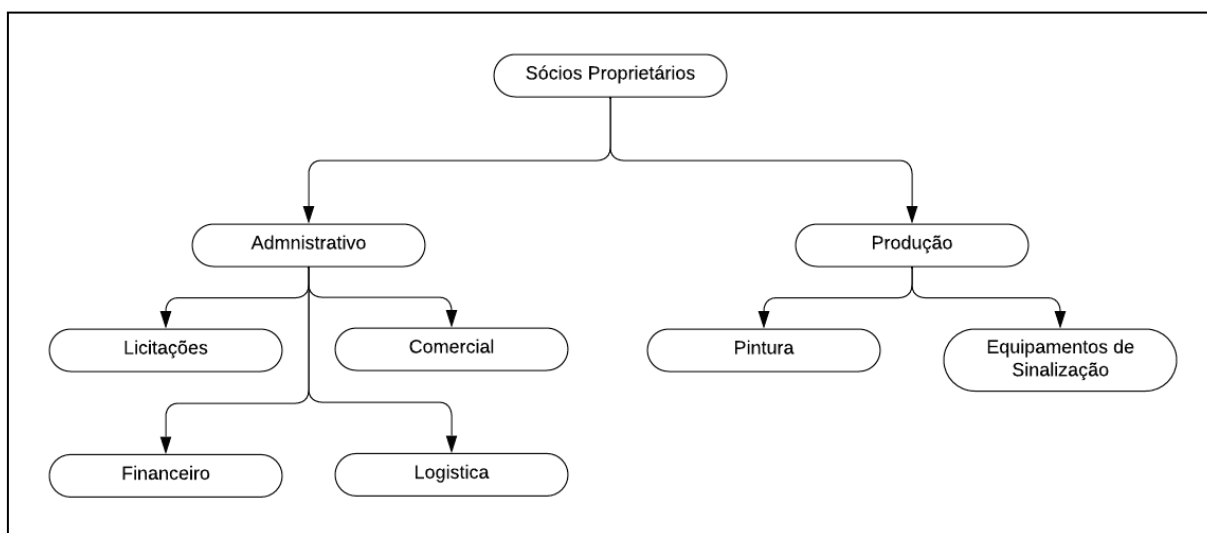 Sócios Proprietários
Admnistrativo
Produção
Licitações
Comercial
Pintura
Equipamentos de
Sinalização
Financeiro
Logistica